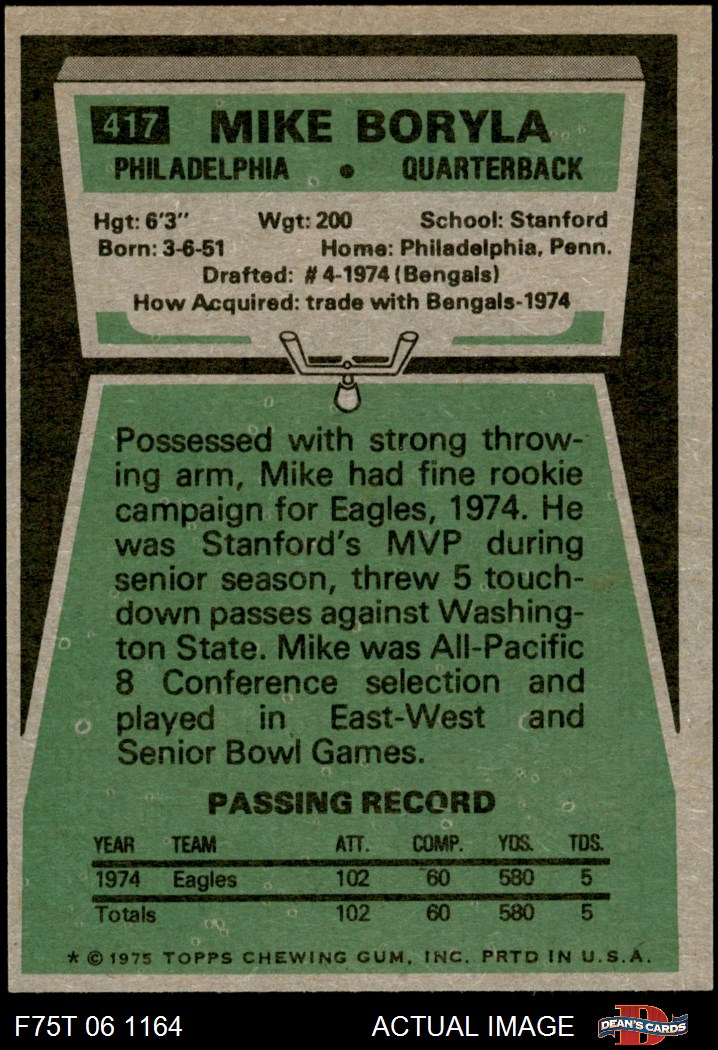 417 MIKE BORYLA
PHILADELPHIA • QUARTERBACK
Hgt: 6'3" Wgt: 200 School: Stanford
Born: 3-6-51 Home: Philadelphia, Penn.
Drafted: #4-1974 (Bengals)
How Acquired: trade with Bengals-1974
Possessed with strong throw-
ing arm, Mike had fine rookie
campaign for Eagles, 1974. He
was Stanford's MVP during
senior season, threw 5 touch-
down passes against Washing-
ton State. Mike was All-Pacific
8 Conference selection and
played in East-West and
Senior Bowl Games.
PASSING RECORD
YEAR TEAM ATT. COMP. YDS. TDS.
1974 Eagles 102 60 580 5
Totals 102 60 580 5
* © 1975 TOPPS CHEWING GUM, INC. PRTD IN U.S.A.
F75T 06 1164 ACTUAL IMAGE D DEAN'S CARDS